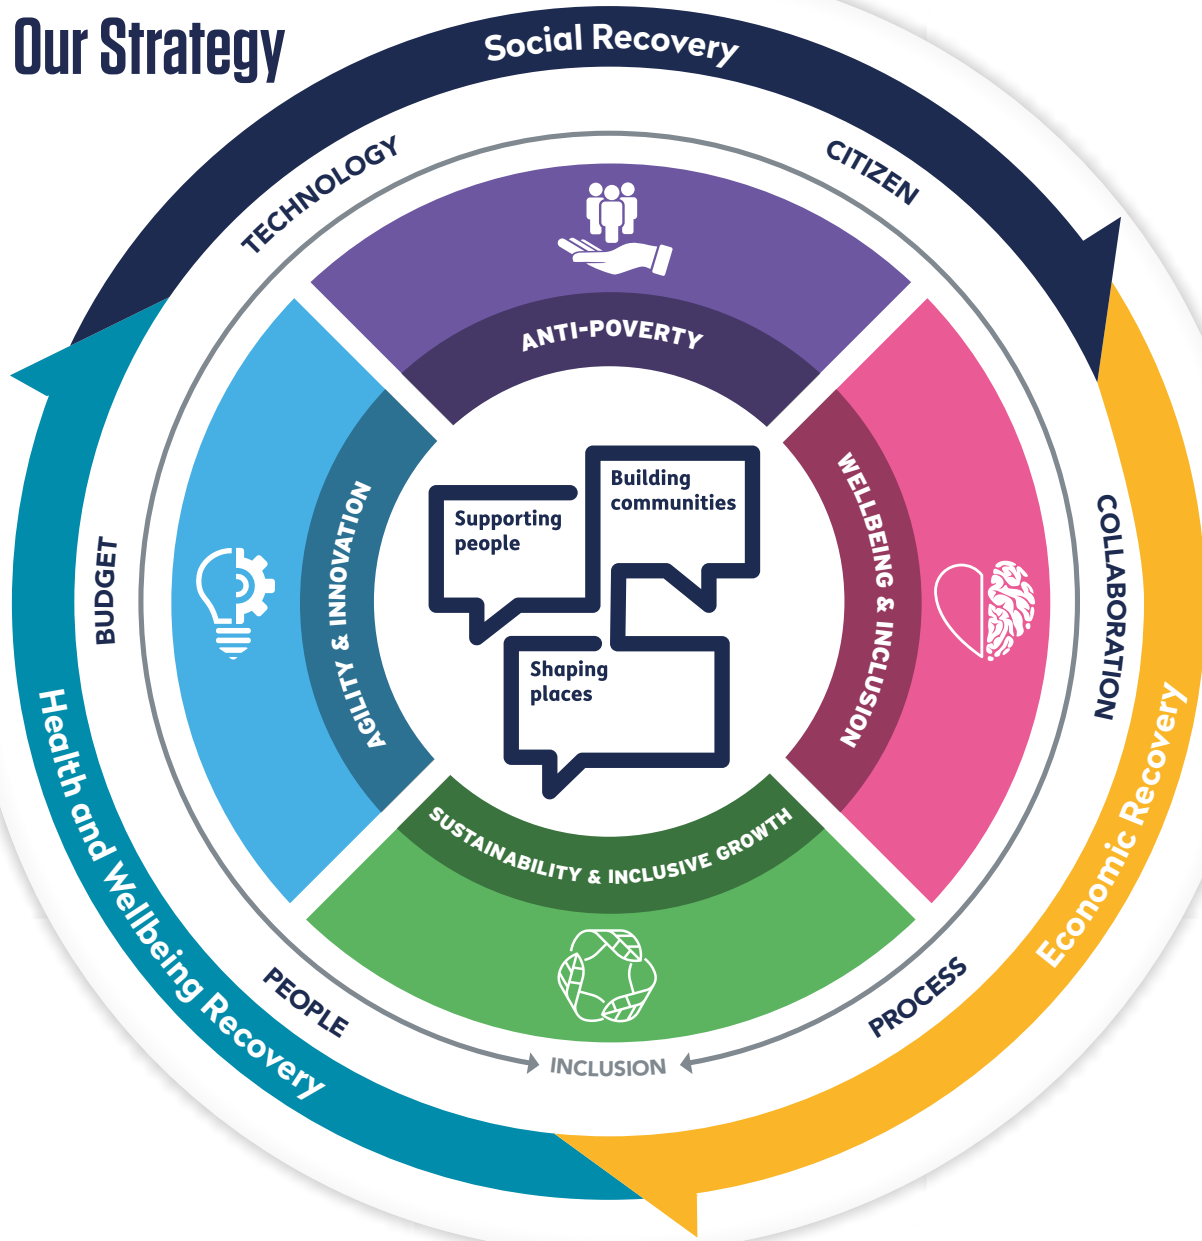 Our Strategy
Social Recovery
TECHNOLOGY
CITIZEN
ANTI-POVERTY
Building
communities
Supporting
people
Shaping
places
AGILITY & INNOVATION
WELLBEING & INCLUSION
BUDGET
COLLABORATION
SUSTAINABILITY & INCLUSIVE GROWTH
Health and Wellbeing Recovery
Economic Recovery
PEOPLE
PROCESS
INCLUSION